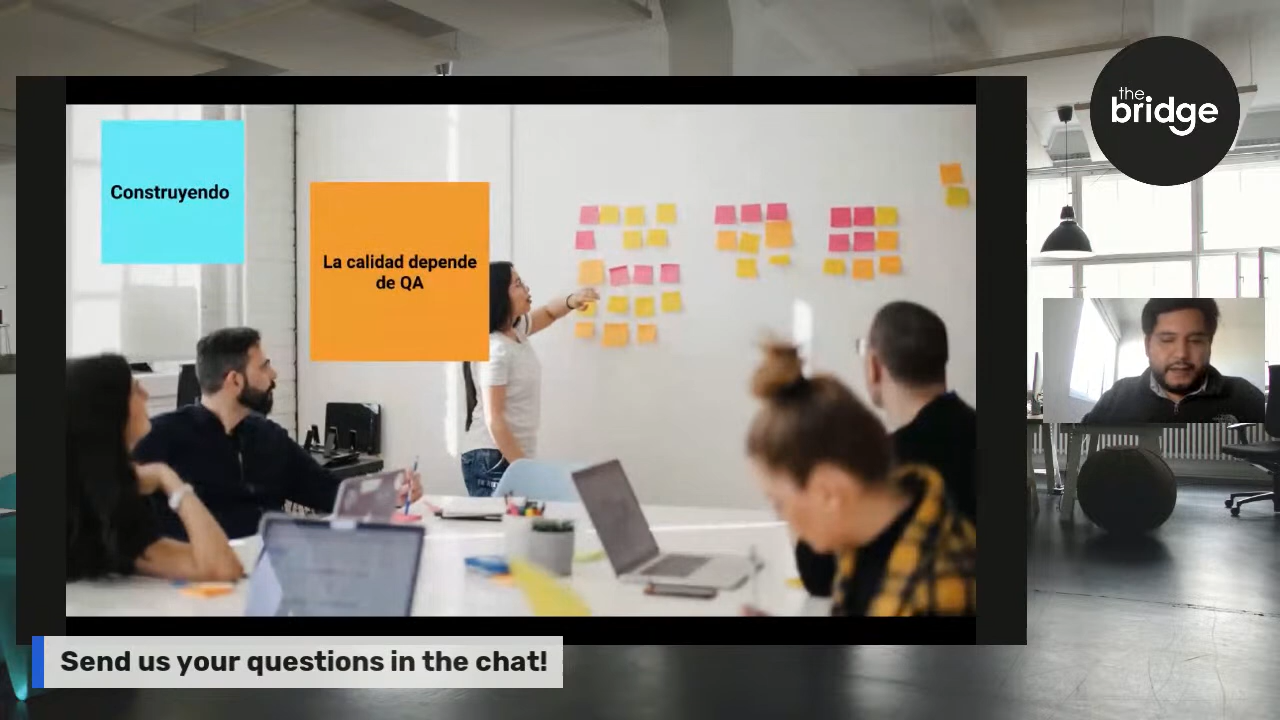 the
bridge
Construyendo
La calidad depende
de QA
Send us your questions in the chat!